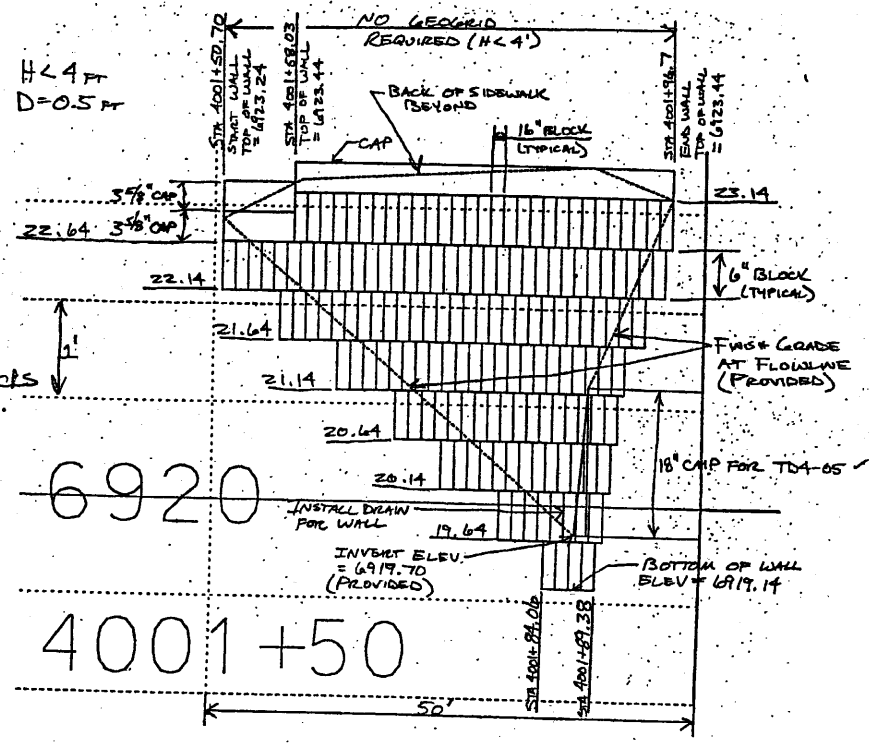 NO GEOGRID
REQUIRED (H<4')
H<4 FT
D=0.5 FT
STA 4001+50.70
START WALL
TOP OF WALL
= 6923.24
STA 4001+68.03
TOP OF WALL
= 6923.44
STA 4001+96.7
END WALL
TOP OF WALL
= 6923.44
BACK OF SIDEWALK
BEYOND
16" BLOCK
(TYPICAL)
CAP
3 5/8" CAP
3 5/8" CAP
23.14
22.64
22.14
6" BLOCK
(TYPICAL)
21.64
1'
FINISH GRADE
AT FLOWLINE
(PROVIDED)
21.14
20.64
20.14
18" CMP FOR TD4-05
6920
INSTALL DRAIN
FOR WALL
19.64
INVERT ELEV.
= 6919.70
(PROVIDED)
BOTTOM OF WALL
ELEV = 6919.14
4001+50
STA 4001+84.06
STA 4001+89.38
50'